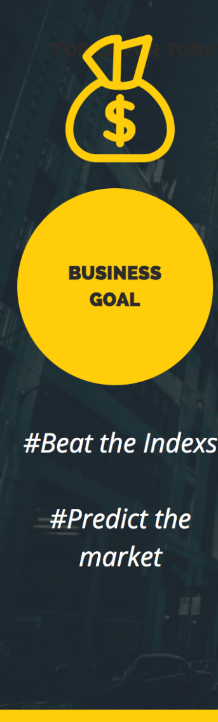 $
BUSINESS
GOAL
#Beat the Indexs
#Predict the
market